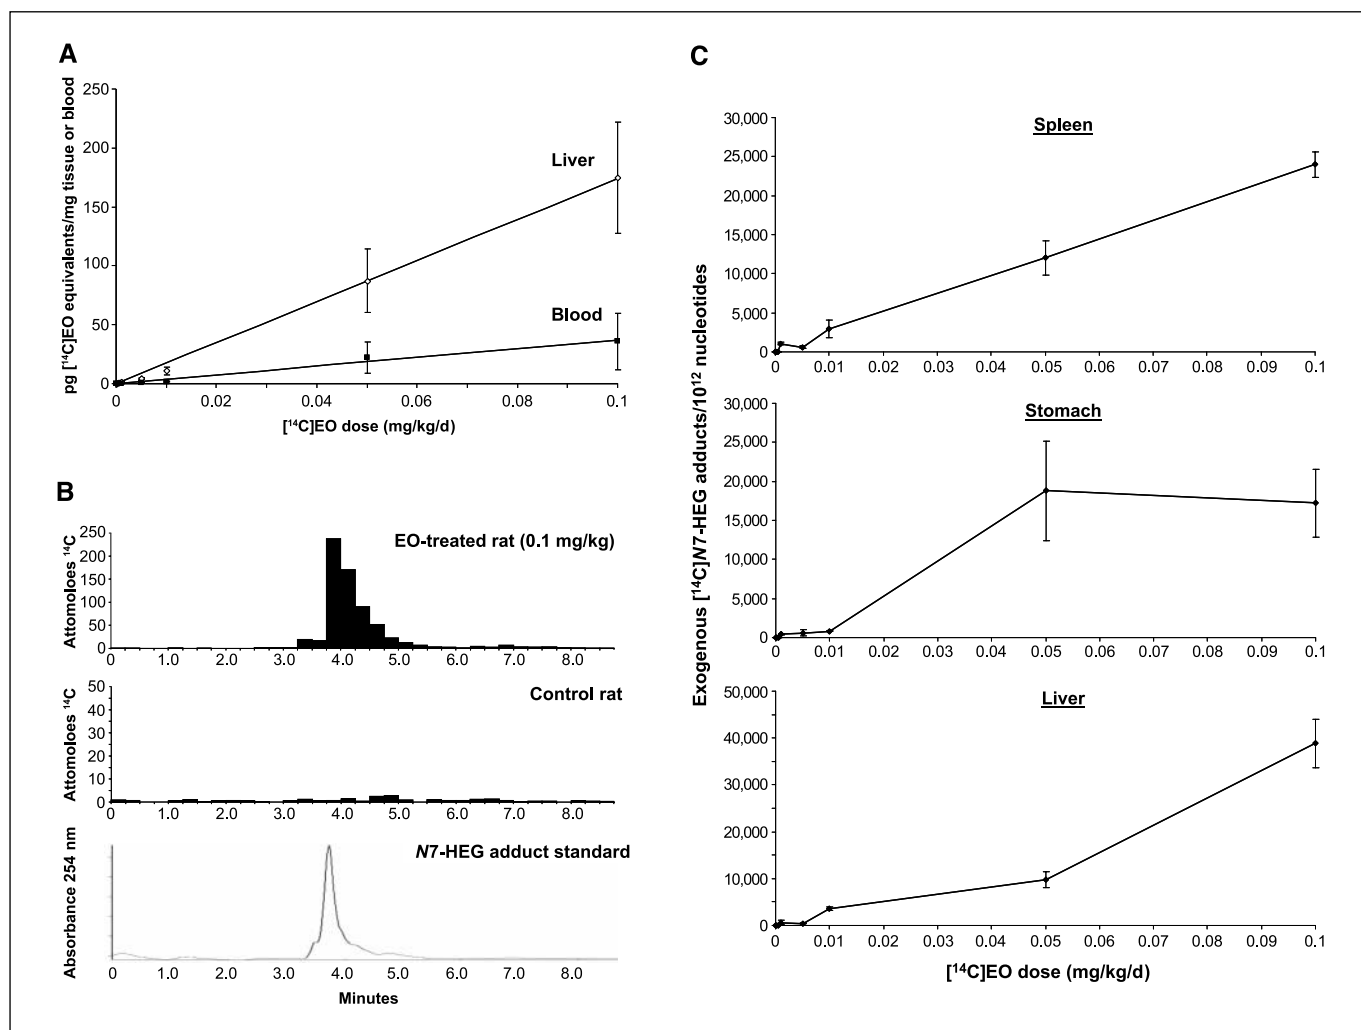 A
250
200
150
100
50
0
pg [¹⁴C]EO equivalents/mg tissue or blood
Liver
Blood
0 0.02 0.04 0.06 0.08 0.1
[¹⁴C]EO dose (mg/kg/d)
B
250
200
150
100
50
0
Attomoloes ¹⁴C
EO-treated rat (0.1 mg/kg)
0 1.0 2.0 3.0 4.0 5.0 6.0 7.0 8.0
50
40
30
20
10
0
Attomoloes ¹⁴C
Control rat
0 1.0 2.0 3.0 4.0 5.0 6.0 7.0 8.0
Absorbance 254 nm
N7-HEG adduct standard
0 1.0 2.0 3.0 4.0 5.0 6.0 7.0 8.0
Minutes
C
Exogenous [¹⁴C]N7-HEG adducts/10¹² nucleotides
Spleen
30,000
25,000
20,000
15,000
10,000
5,000
0
0 0.01 0.02 0.03 0.04 0.05 0.06 0.07 0.08 0.09 0.1
Stomach
30,000
25,000
20,000
15,000
10,000
5,000
0
0 0.01 0.02 0.03 0.04 0.05 0.06 0.07 0.08 0.09 0.1
Liver
50,000
40,000
30,000
20,000
10,000
0
0 0.01 0.02 0.03 0.04 0.05 0.06 0.07 0.08 0.09 0.1
[¹⁴C]EO dose (mg/kg/d)